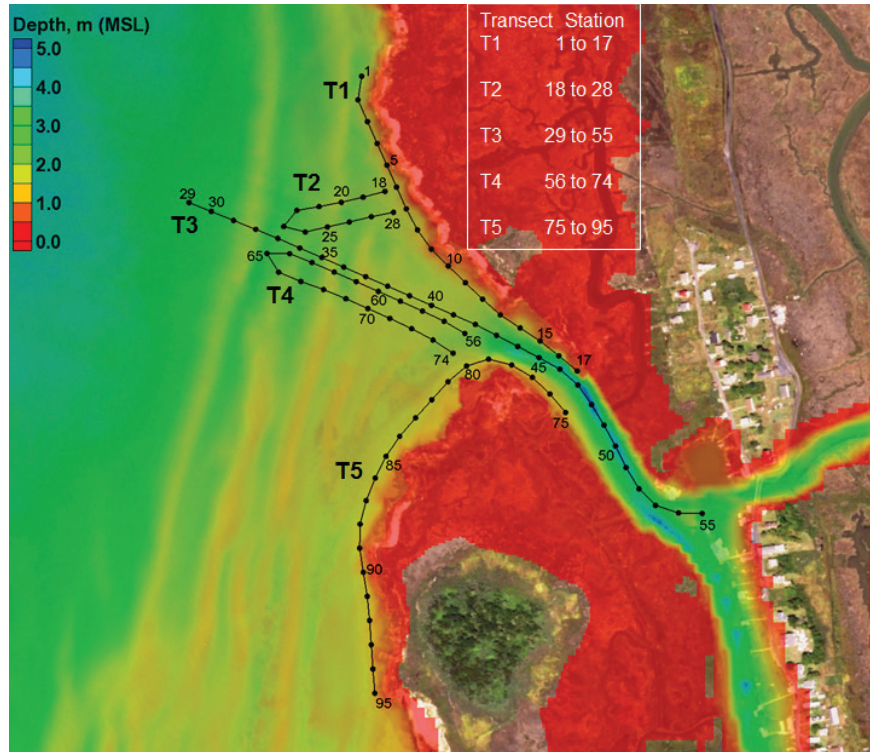 Depth, m (MSL)
5.0
4.0
3.0
2.0
1.0
0.0
Transect Station
T1 1 to 17
T2 18 to 28
T3 29 to 55
T4 56 to 74
T5 75 to 95
1
T1
5
18
20
T2
28
25
29
30
T3
35
65
10
T4
60
40
70
56
15
74
45
17
80
75
50
85
T5
55
90
95